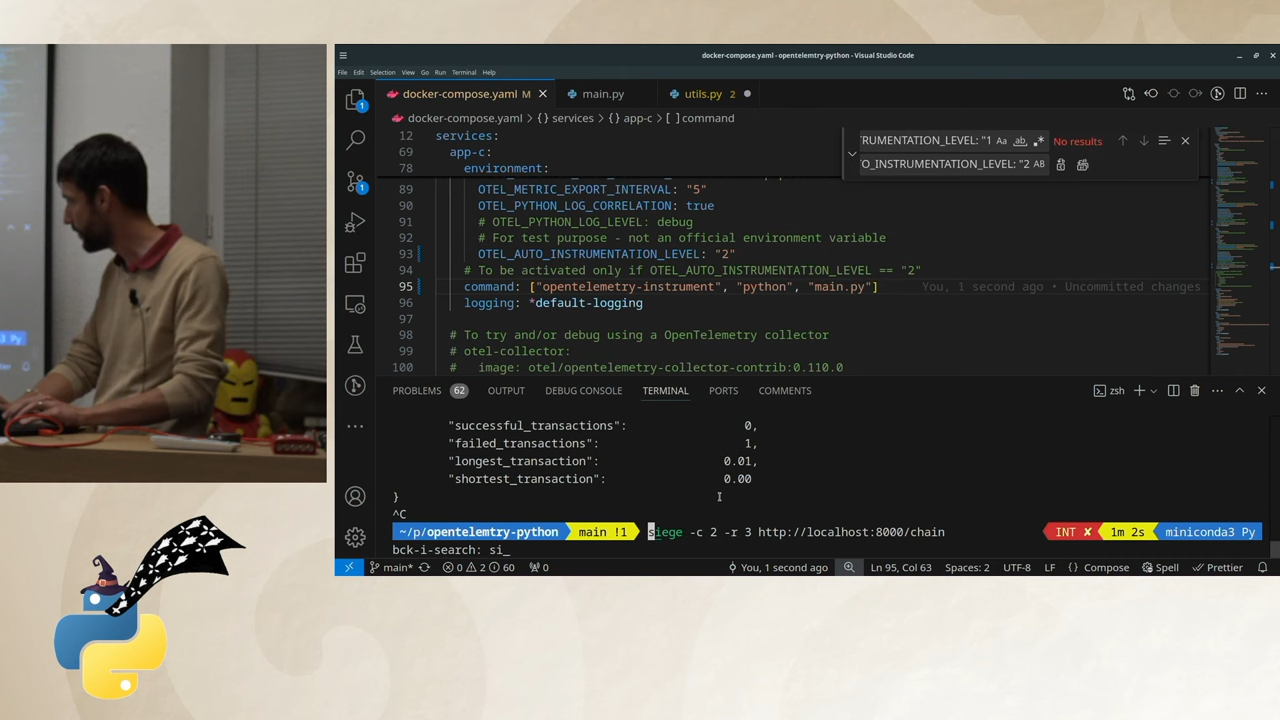 docker-compose.yaml - opentelemtry-python - Visual Studio Code
File Edit Selection View Go Run Terminal Help
docker-compose.yaml M
main.py
utils.py 2
docker-compose.yaml > {} services > {} app-c > [ ] command
12 services:
69 app-c:
78 environment:
TRUMENTATION_LEVEL: "1 Aa ab No results
O_INSTRUMENTATION_LEVEL: "2 AB
89 OTEL_METRIC_EXPORT_INTERVAL: "5"
90 OTEL_PYTHON_LOG_CORRELATION: true
91 # OTEL_PYTHON_LOG_LEVEL: debug
92 # For test purpose - not an official environment variable
93 OTEL_AUTO_INSTRUMENTATION_LEVEL: "2"
94 # To be activated only if OTEL_AUTO_INSTRUMENTATION_LEVEL == "2"
95 command: ["opentelemetry-instrument", "python", "main.py"] You, 1 second ago • Uncommitted changes
96 logging: *default-logging
97
98 # To try and/or debug using a OpenTelemetry collector
99 # otel-collector:
100 # image: otel/opentelemetry-collector-contrib:0.110.0
PROBLEMS 62 OUTPUT DEBUG CONSOLE TERMINAL PORTS COMMENTS zsh
"successful_transactions": 0,
"failed_transactions": 1,
"longest_transaction": 0.01,
"shortest_transaction": 0.00
}
^C
~/p/opentelemtry-python main !1 siege -c 2 -r 3 http://localhost:8000/chain INT ✘ 1m 2s miniconda3 Py
bck-i-search: si_
main* 0 2 60 0 You, 1 second ago Ln 95, Col 63 Spaces: 2 UTF-8 LF {} Compose Spell Prettier